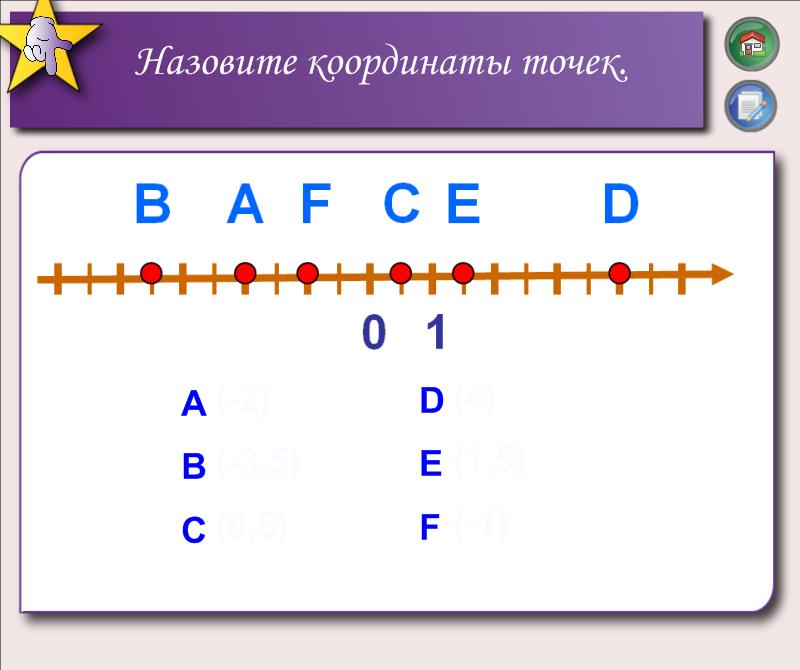 Назовите координаты точек.
B A F C E D
0 1
A (-2) D (4)
B (-3,5) E (1,5)
C (0,5) F (-1)